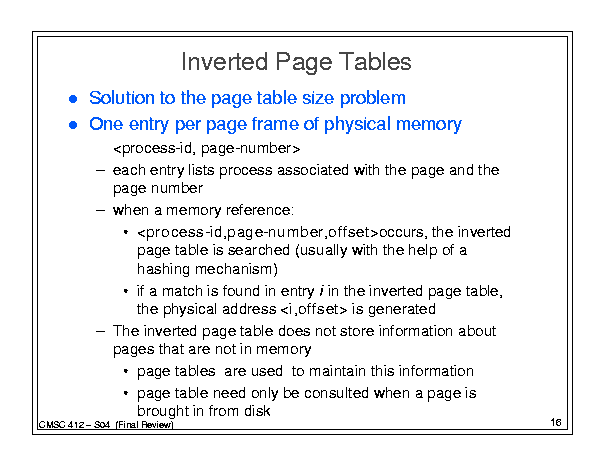 Inverted Page Tables
● Solution to the page table size problem
● One entry per page frame of physical memory
<process-id, page-number>
– each entry lists process associated with the page and the
page number
– when a memory reference:
• <process-id,page-number,offset>occurs, the inverted
page table is searched (usually with the help of a
hashing mechanism)
• if a match is found in entry i in the inverted page table,
the physical address <i,offset> is generated
– The inverted page table does not store information about
pages that are not in memory
• page tables are used to maintain this information
• page table need only be consulted when a page is
brought in from disk
CMSC 412 – S04 (Final Review)
16